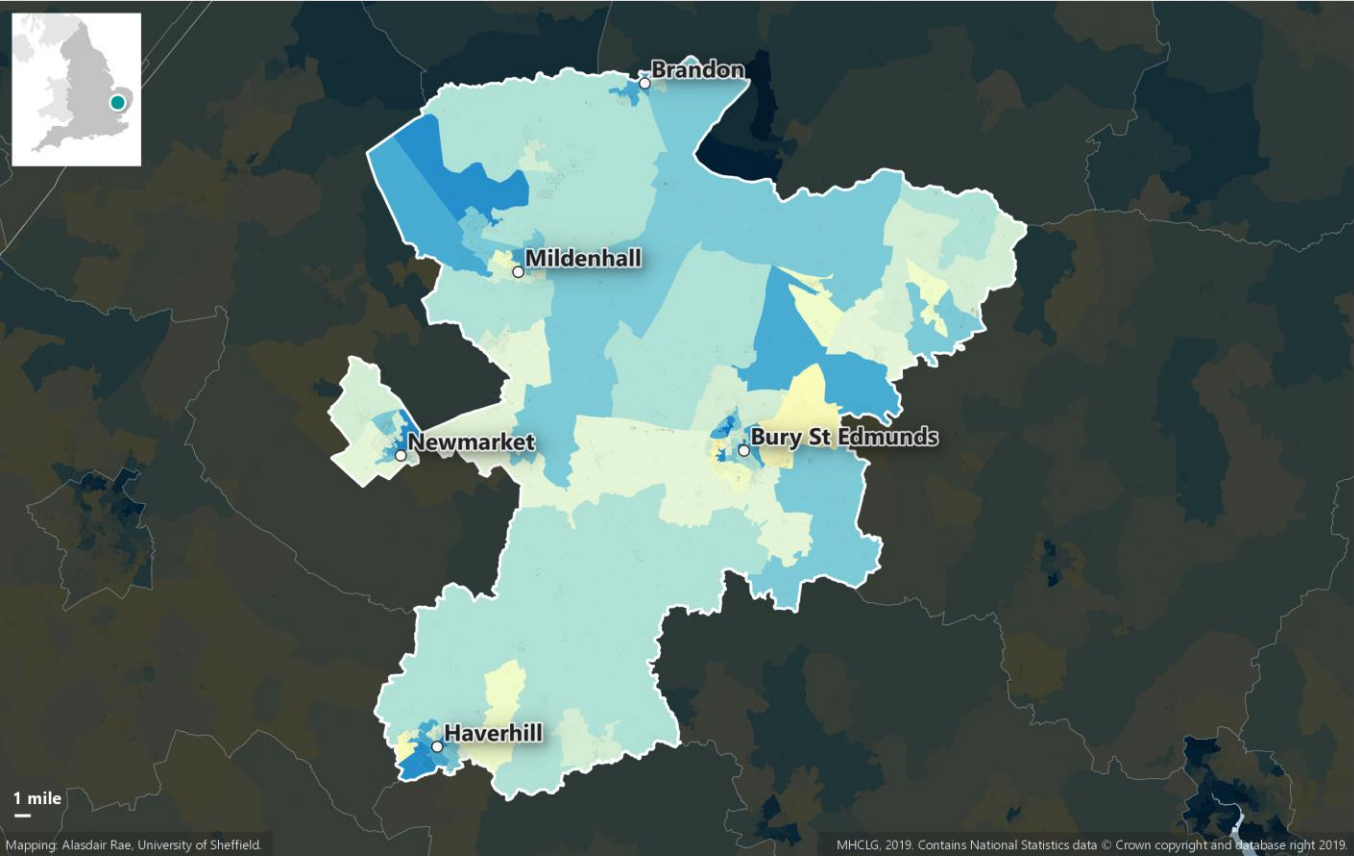 Brandon
Mildenhall
Newmarket
Bury St Edmunds
Haverhill
1 mile
Mapping: Alasdair Rae, University of Sheffield.
MHCLG, 2019. Contains National Statistics data © Crown copyright and database right 2019.